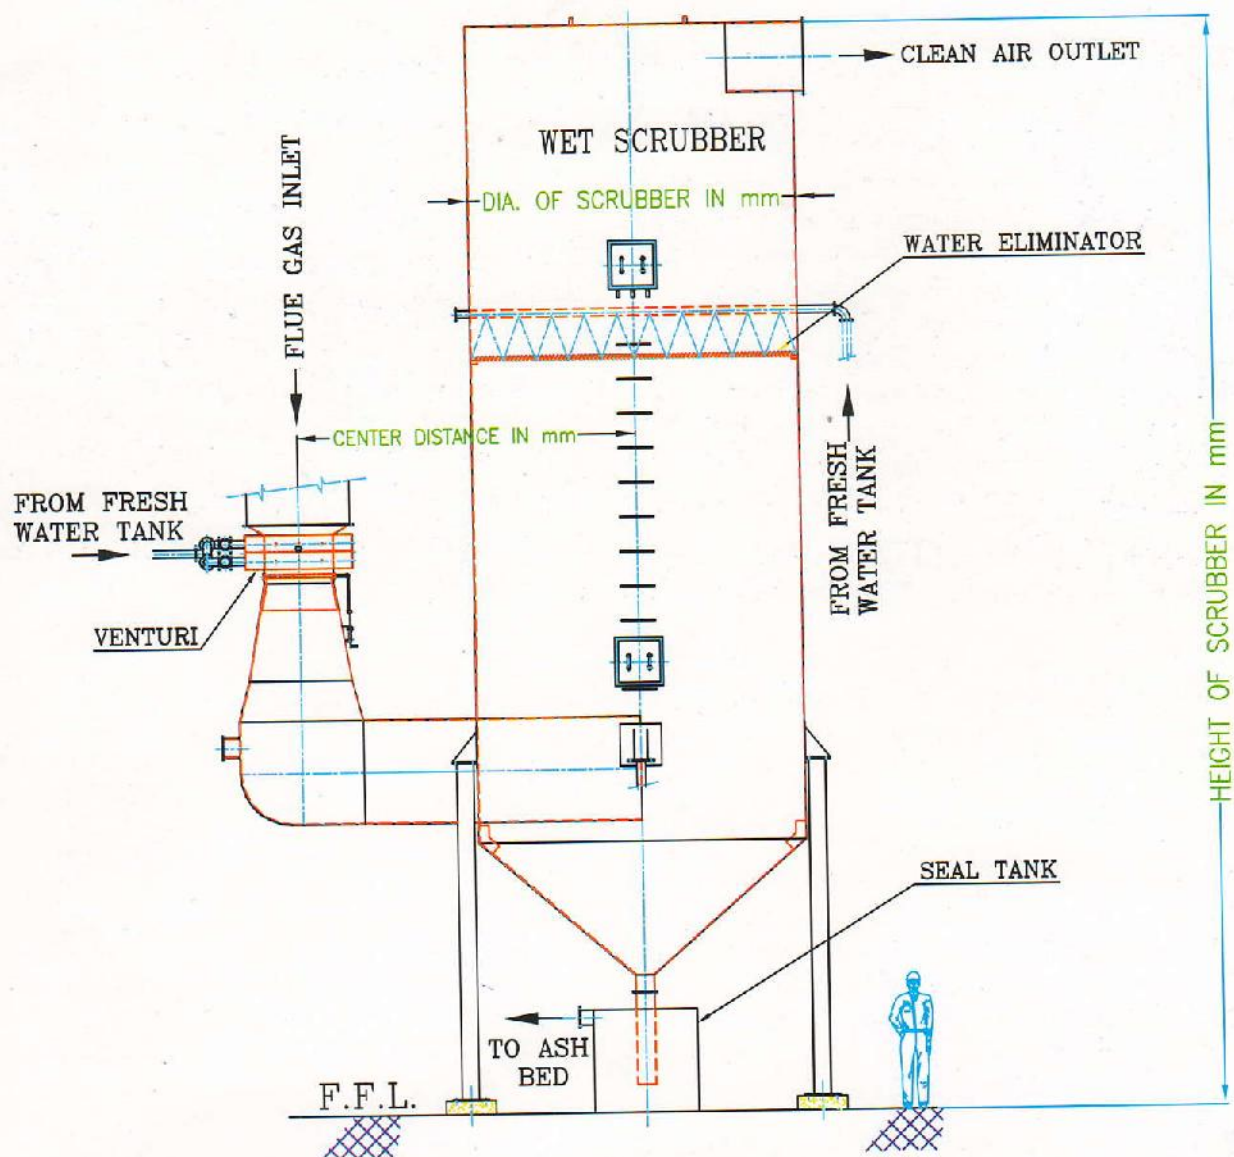 CLEAN AIR OUTLET
WET SCRUBBER
DIA. OF SCRUBBER IN mm
FLUE GAS INLET
WATER ELIMINATOR
CENTER DISTANCE IN mm
FROM FRESH
WATER TANK
FROM FRESH
WATER TANK
HEIGHT OF SCRUBBER IN mm
VENTURI
SEAL TANK
TO ASH
BED
F.F.L.